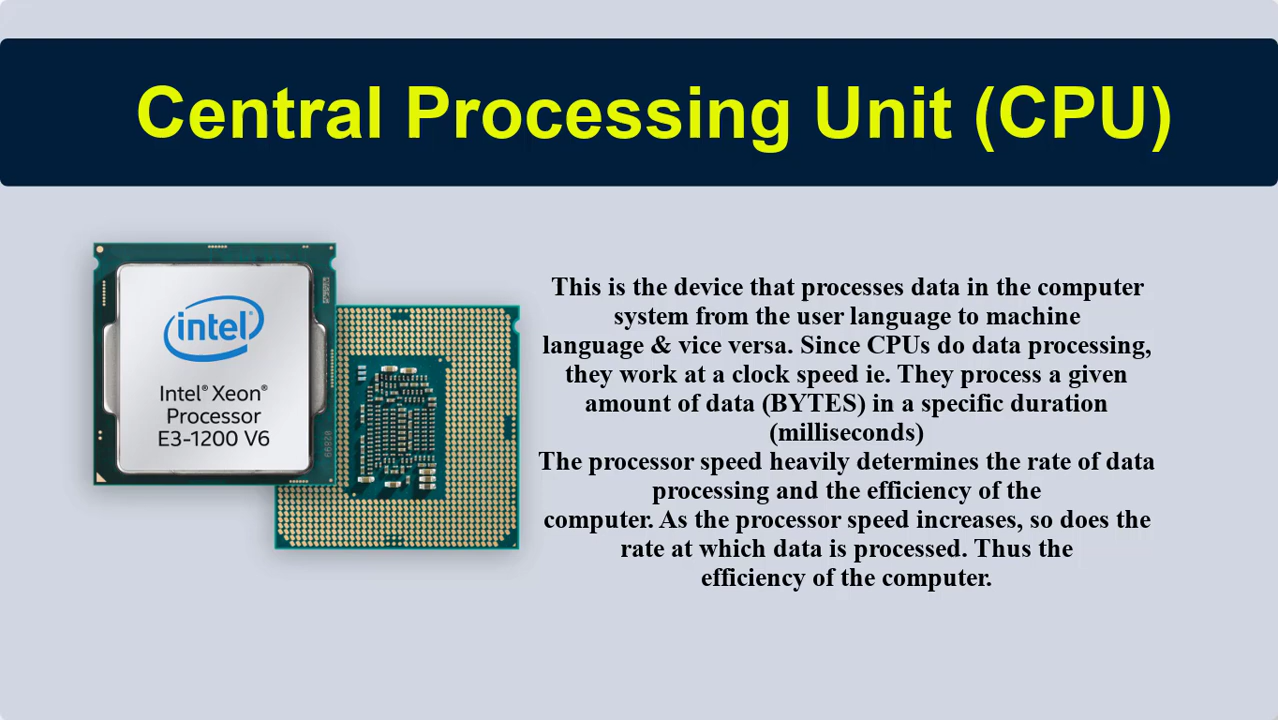 Central Processing Unit (CPU)
intel®
Intel® Xeon®
Processor
E3-1200 V6
This is the device that processes data in the computer
system from the user language to machine
language & vice versa. Since CPUs do data processing,
they work at a clock speed ie. They process a given
amount of data (BYTES) in a specific duration
(milliseconds)
The processor speed heavily determines the rate of data
processing and the efficiency of the
computer. As the processor speed increases, so does the
rate at which data is processed. Thus the
efficiency of the computer.